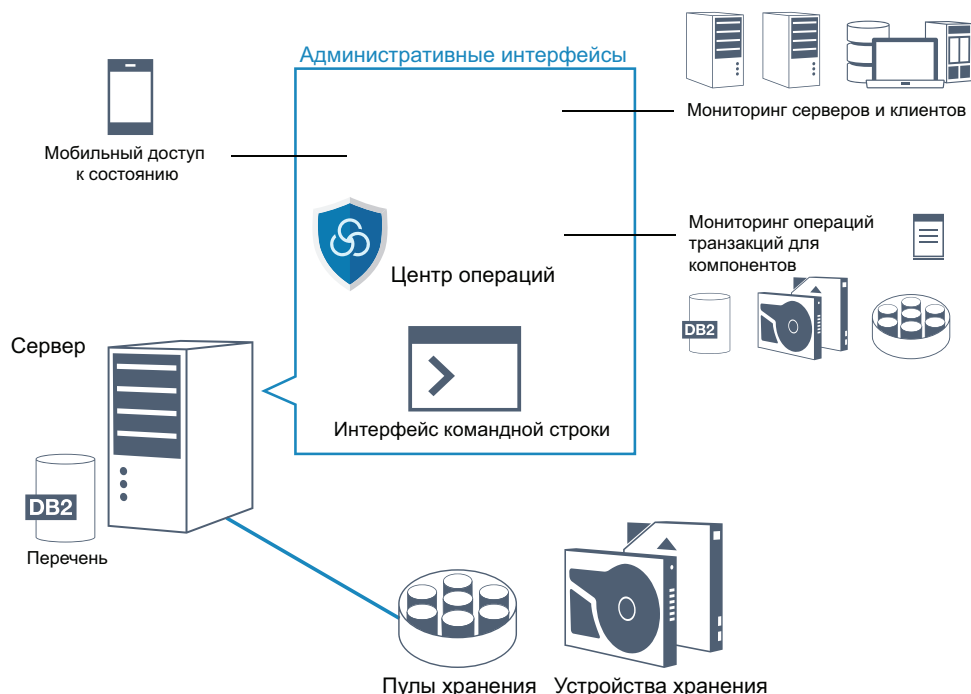 Административные интерфейсы
Мониторинг серверов и клиентов
Мобильный доступ
к состоянию
Мониторинг операций
транзакций для
компонентов
Центр операций
DB2
Сервер
Интерфейс командной строки
DB2
Перечень
Пулы хранения
Устройства хранения